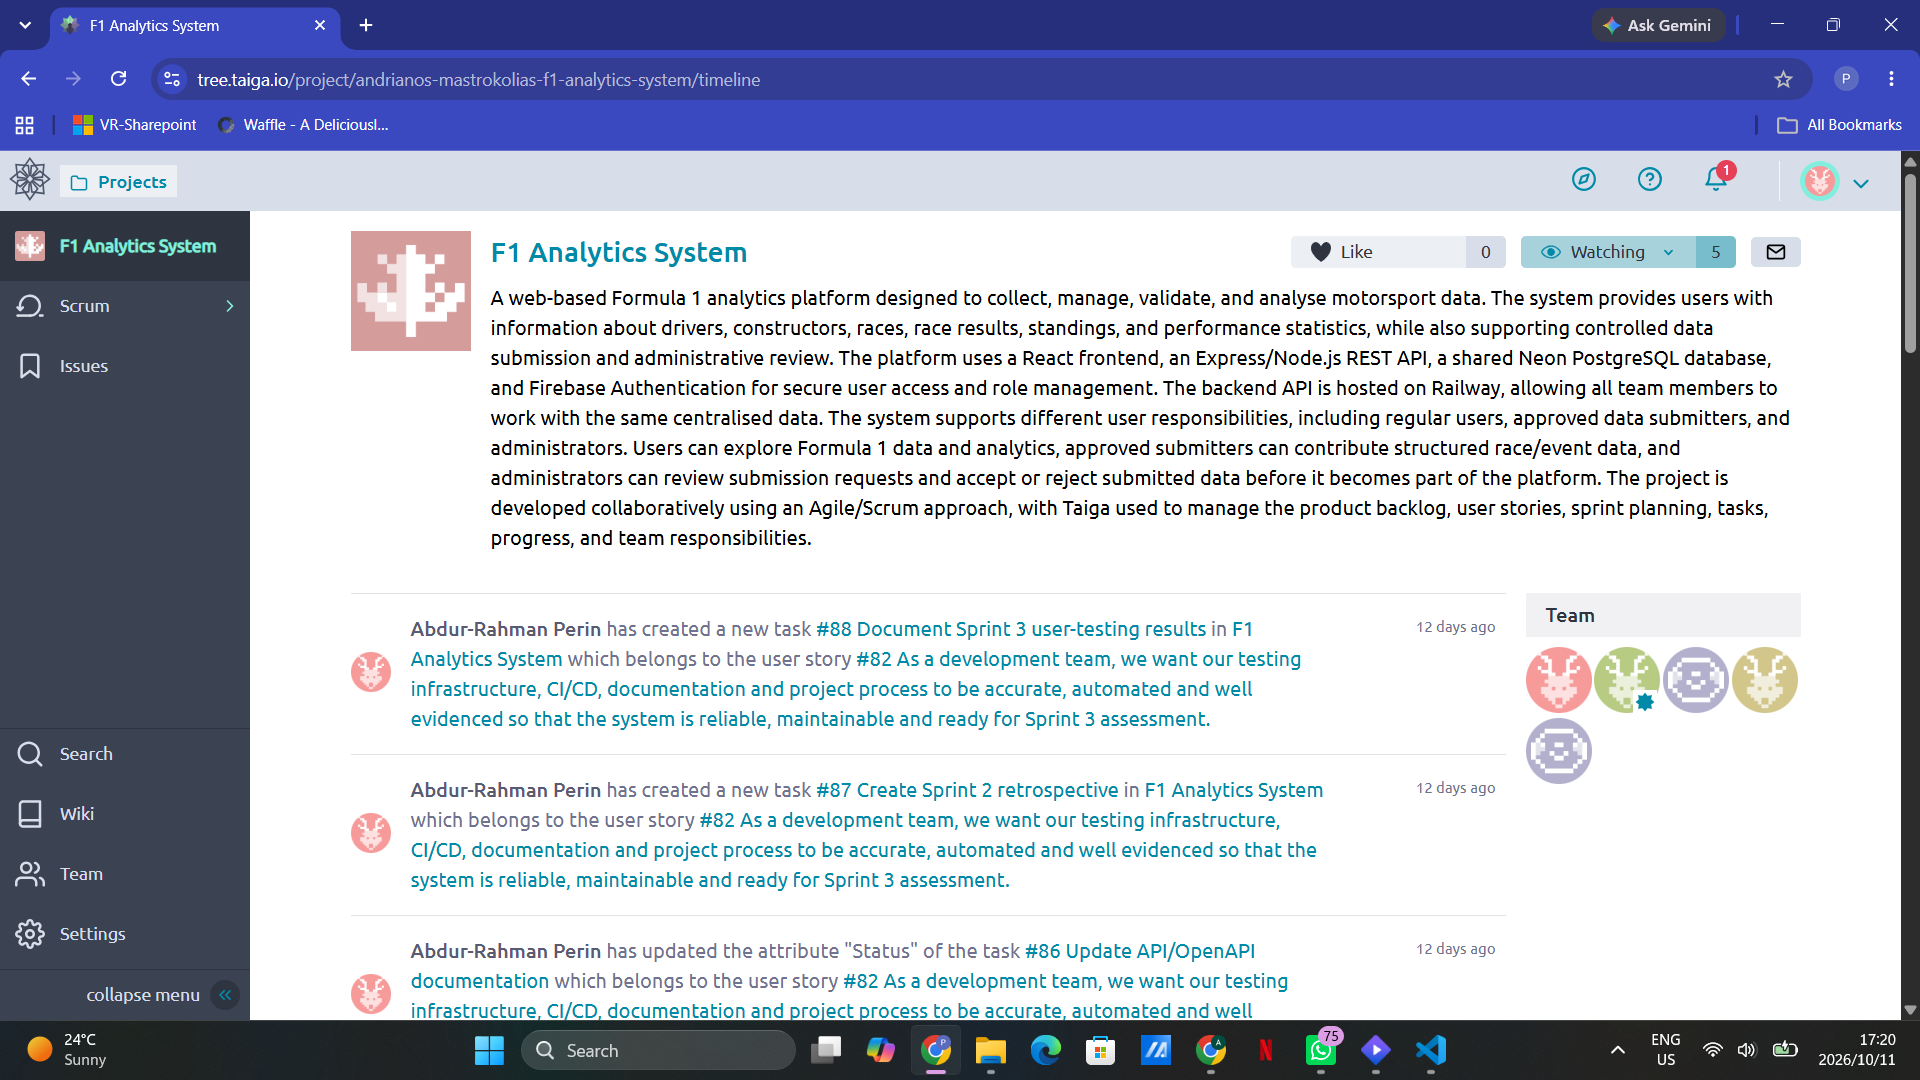 F1 Analytics System
Ask Gemini
tree.taiga.io/project/andrianos-mastrokolias-f1-analytics-system/timeline
P
VR-Sharepoint
Waffle - A Deliciousl...
All Bookmarks
Projects
1
F1 Analytics System
Scrum
Issues
Search
Wiki
Team
Settings
collapse menu
F1 Analytics System
Like
0
Watching
5
A web-based Formula 1 analytics platform designed to collect, manage, validate, and analyse motorsport data. The system provides users with
information about drivers, constructors, races, race results, standings, and performance statistics, while also supporting controlled data
submission and administrative review. The platform uses a React frontend, an Express/Node.js REST API, a shared Neon PostgreSQL database,
and Firebase Authentication for secure user access and role management. The backend API is hosted on Railway, allowing all team members to
work with the same centralised data. The system supports different user responsibilities, including regular users, approved data submitters, and
administrators. Users can explore Formula 1 data and analytics, approved submitters can contribute structured race/event data, and
administrators can review submission requests and accept or reject submitted data before it becomes part of the platform. The project is
developed collaboratively using an Agile/Scrum approach, with Taiga used to manage the product backlog, user stories, sprint planning, tasks,
progress, and team responsibilities.
Abdur-Rahman Perin has created a new task #88 Document Sprint 3 user-testing results in F1
Analytics System which belongs to the user story #82 As a development team, we want our testing
infrastructure, CI/CD, documentation and project process to be accurate, automated and well
evidenced so that the system is reliable, maintainable and ready for Sprint 3 assessment.
12 days ago
Abdur-Rahman Perin has created a new task #87 Create Sprint 2 retrospective in F1 Analytics System
which belongs to the user story #82 As a development team, we want our testing infrastructure,
CI/CD, documentation and project process to be accurate, automated and well evidenced so that the
system is reliable, maintainable and ready for Sprint 3 assessment.
12 days ago
Abdur-Rahman Perin has updated the attribute "Status" of the task #86 Update API/OpenAPI
documentation which belongs to the user story #82 As a development team, we want our testing
infrastructure, CI/CD, documentation and project process to be accurate, automated and well
12 days ago
Team
24°C
Sunny
Search
P
A
N
75
ENG
US
17:20
2026/10/11